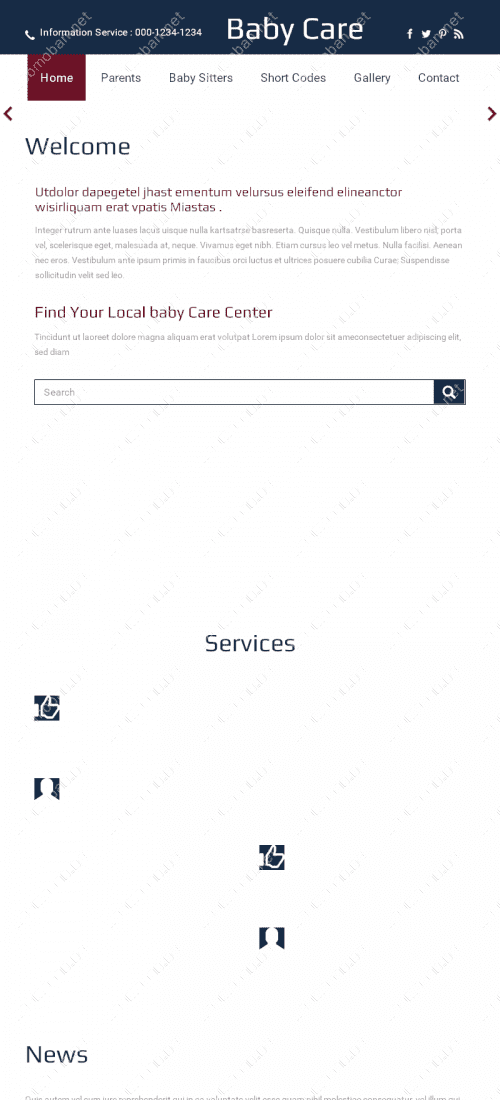 Information Service : 000-1234-1234
Baby Care
Home
Parents
Baby Sitters
Short Codes
Gallery
Contact
Welcome
Utdolor dapegetel jhast ementum velursus eleifend elineanctor
wisirliquam erat vpatis Miastas .
Integer rutrum ante luases lacus uisque nulla kartsatrse basreserta. Quisque nulla. Vestibulum libero nisl, porta
vel, scelerisque eget, malesuada at, neque. Vivamus eget nibh. Etiam cursus leo vel metus. Nulla facilisi. Aenean
nec eros. Vestibulum ante ipsum primis in faucibus orci luctus et ultrices posuere cubilia Curae; Suspendisse
sollicitudin velit sed leo.
Find Your Local baby Care Center
Tincidunt ut laoreet dolore magna aliquam erat volutpat Lorem ipsum dolor sit ameconsectetuer adipiscing elit,
sed diam
Search
Services
News